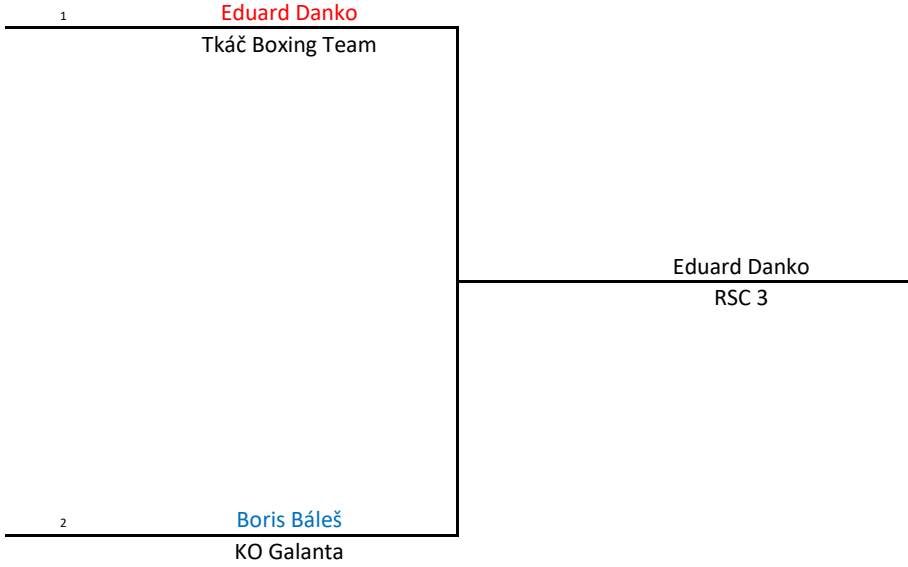 1 Eduard Danko
Tkáč Boxing Team
Eduard Danko
RSC 3
2 Boris Báleš
KO Galanta